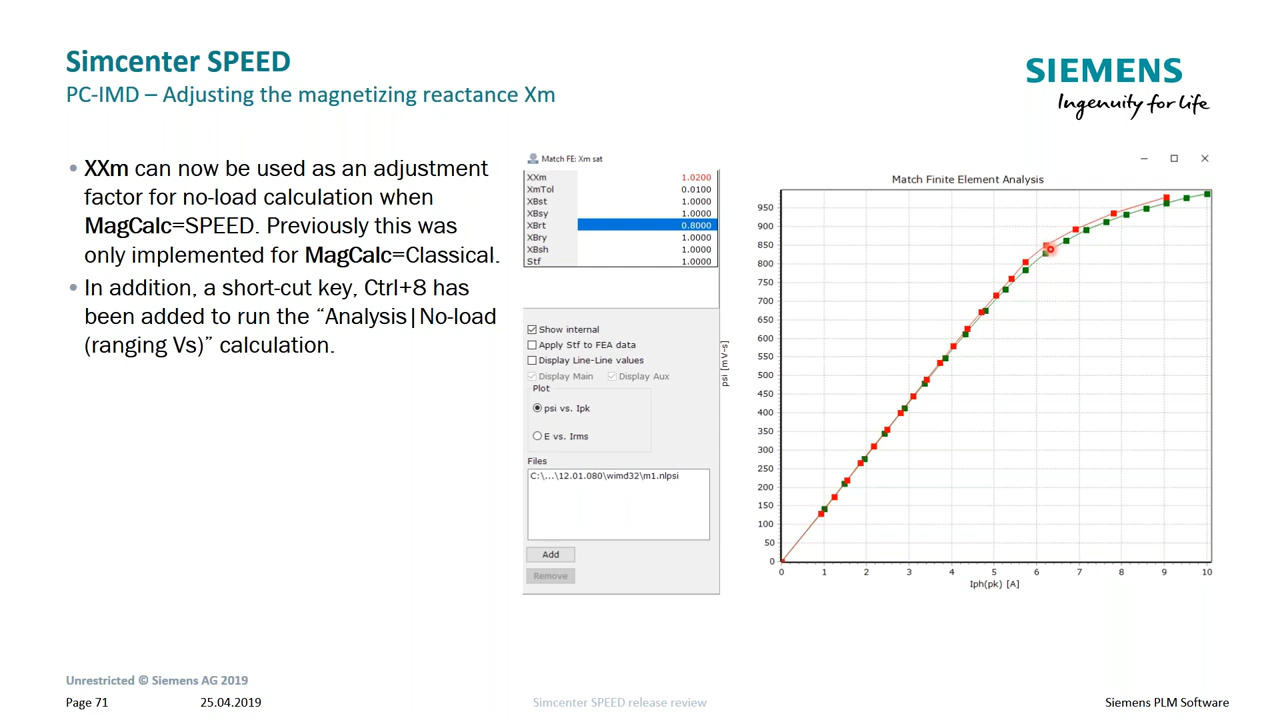 Simcenter SPEED
PC-IMD – Adjusting the magnetizing reactance Xm
SIEMENS
Ingenuity for life
• XXm can now be used as an adjustment
factor for no-load calculation when
MagCalc=SPEED. Previously this was
only implemented for MagCalc=Classical.
• In addition, a short-cut key, Ctrl+8 has
been added to run the “Analysis|No-load
(ranging Vs)” calculation.
Match FE: Xm sat
XXm 1.0200
XmTol 0.0100
XBst 1.0000
XBsy 1.0000
XBrt 0.8000
XBry 1.0000
XBsh 1.0000
Stf 1.0000
Show internal
Apply Stf to FEA data
Display Line-Line values
Display Main Display Aux
Plot
psi vs. Ipk
E vs. Irms
Files
C:\...\12.01.080\wimd32\m1.nlpsi
Add
Remove
Match Finite Element Analysis
psi [mV-s]
950
900
850
800
750
700
650
600
550
500
450
400
350
300
250
200
150
100
50
0
0 1 2 3 4 5 6 7 8 9 10
Iph(pk) [A]
Unrestricted © Siemens AG 2019
Page 71 25.04.2019 Simcenter SPEED release review Siemens PLM Software